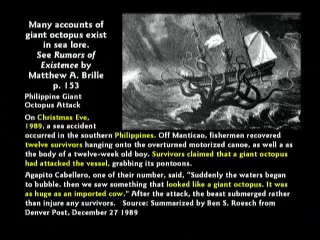 Many accounts of
giant octopus exist
in sea lore.
See Rumors of
Existence by
Matthew A. Brille
p. 153
Philippine Giant
Octopus Attack
On Christmas Eve,
1989, a sea accident
occurred in the southern Philippines. Off Manticao, fishermen recovered
twelve survivors hanging onto the overturned motorized canoe, as well as
the body of a twelve-week old boy. Survivors claimed that a giant octopus
had attacked the vessel, grabbing its pontoons.
Agapito Caballero, one of their number, said, "Suddenly the waters began
to bubble, then we saw something that looked like a giant octopus. It was
as huge as an imported cow." After the attack, the beast submerged rather
than injure any survivors. Source: Summarized by Ben S. Roesch from
Denver Post, December 27 1989